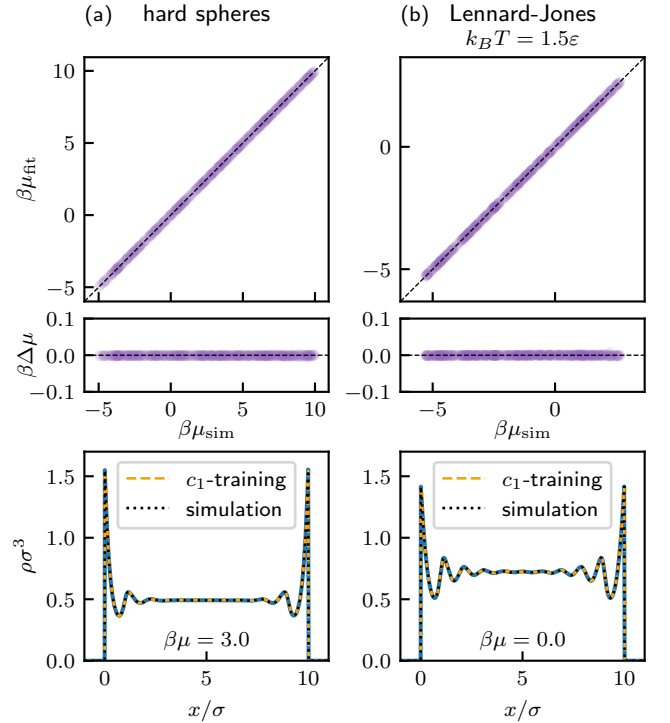 (a) hard spheres
(b) Lennard-Jones
k_BT = 1.5ε
10
5
0
−5
βμ_fit
0
−5
0.1
0.0
−0.1
βΔμ
−5 0 5 10
βμ_sim
0.1
0.0
−0.1
−5 0
βμ_sim
1.5
1.0
0.5
0.0
ρσ³
c₁-training
simulation
βμ = 3.0
0 5 10
x/σ
1.5
1.0
0.5
0.0
c₁-training
simulation
βμ = 0.0
0 5 10
x/σ